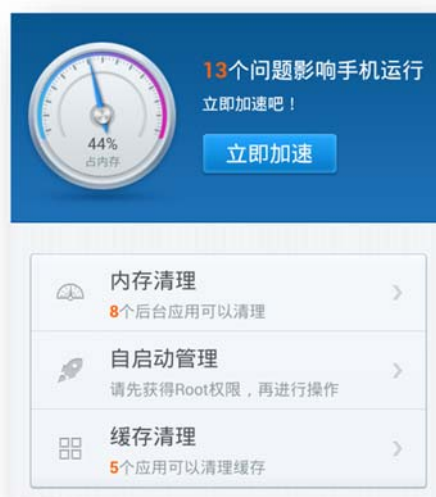 13个问题影响手机运行
立即加速吧！
立即加速
44%
占内存
内存清理
8个后台应用可以清理
自启动管理
请先获得Root权限，再进行操作
缓存清理
5个应用可以清理缓存